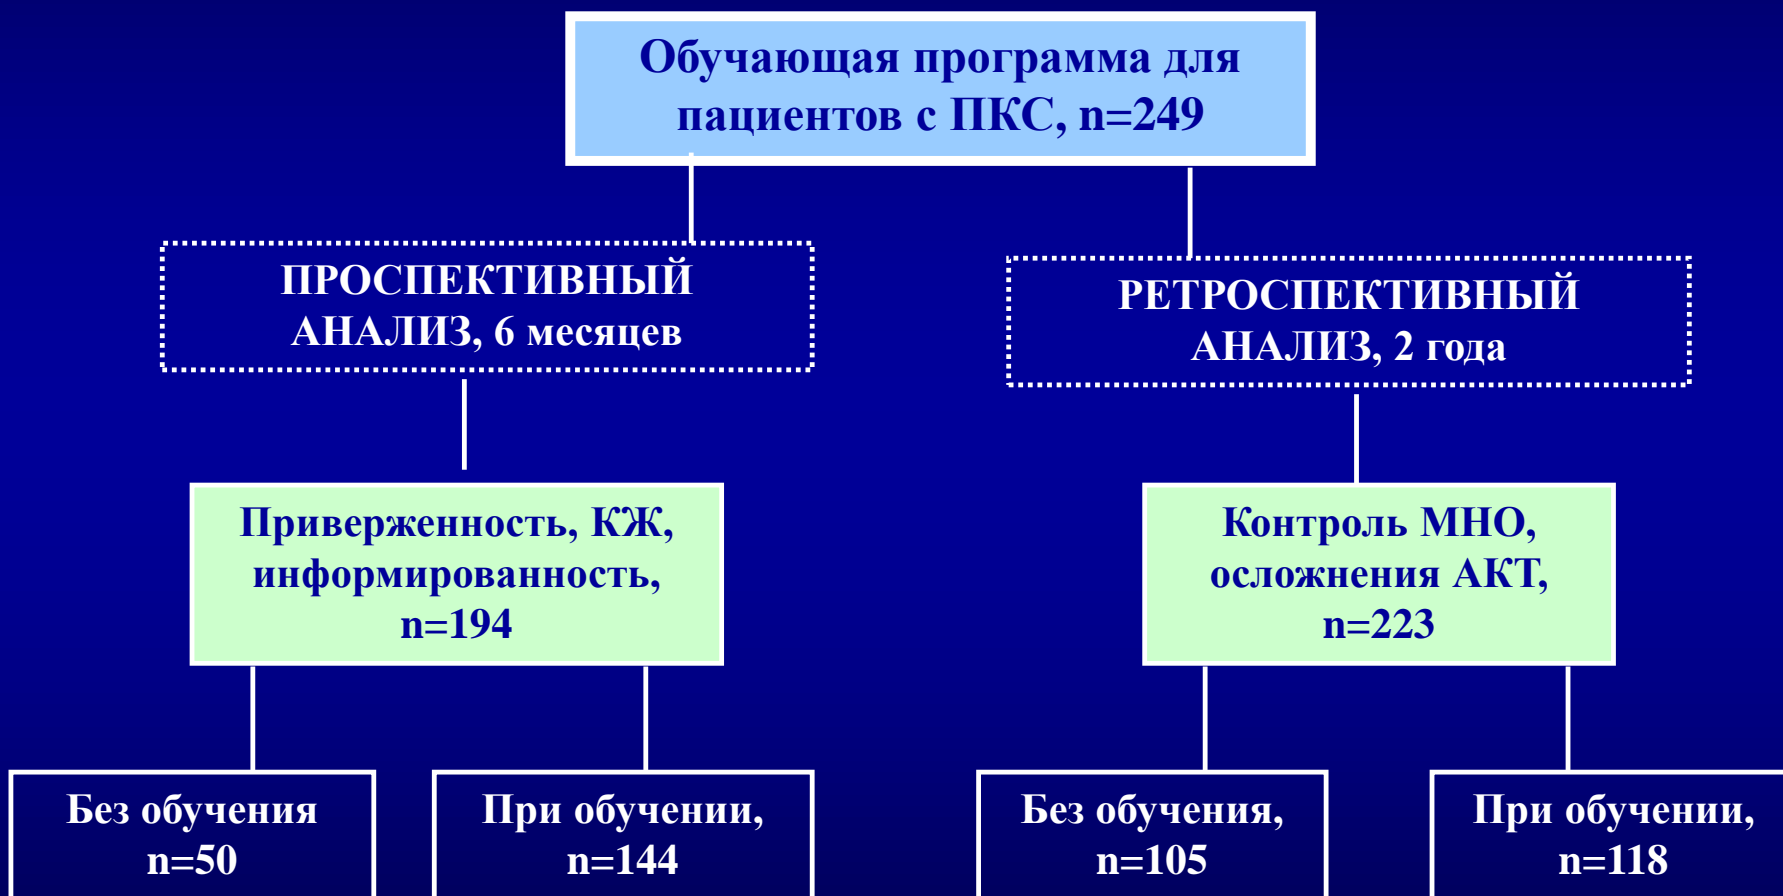 Обучающая программа для
пациентов с ПКС, n=249
ПРОСПЕКТИВНЫЙ
АНАЛИЗ, 6 месяцев
РЕТРОСПЕКТИВНЫЙ
АНАЛИЗ, 2 года
Приверженность, КЖ,
информированность,
n=194
Контроль МНО,
осложнения АКТ,
n=223
Без обучения
n=50
При обучении,
n=144
Без обучения,
n=105
При обучении,
n=118